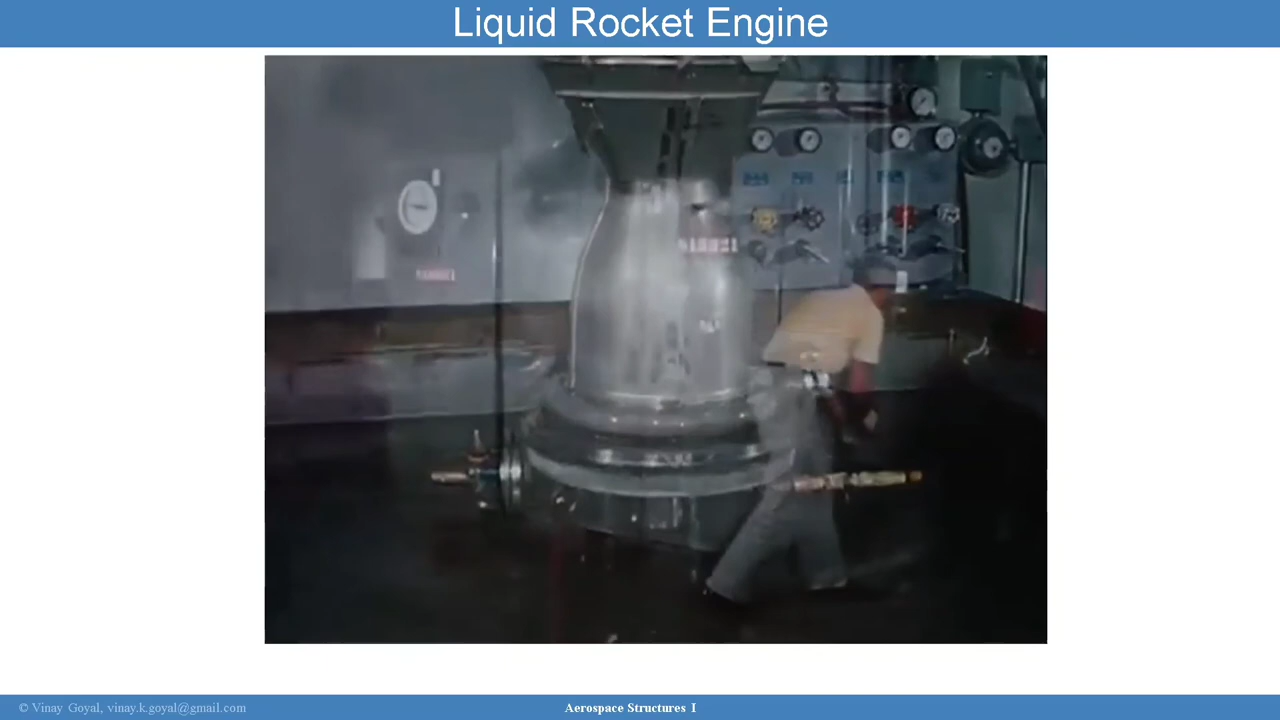 Liquid Rocket Engine
© Vinay Goyal, vinay.k.goyal@gmail.com
Aerospace Structures I